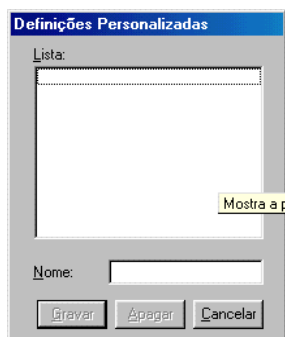 Definições Personalizadas
Lista:
Mostra a
Nome:
Gravar Apagar Cancelar